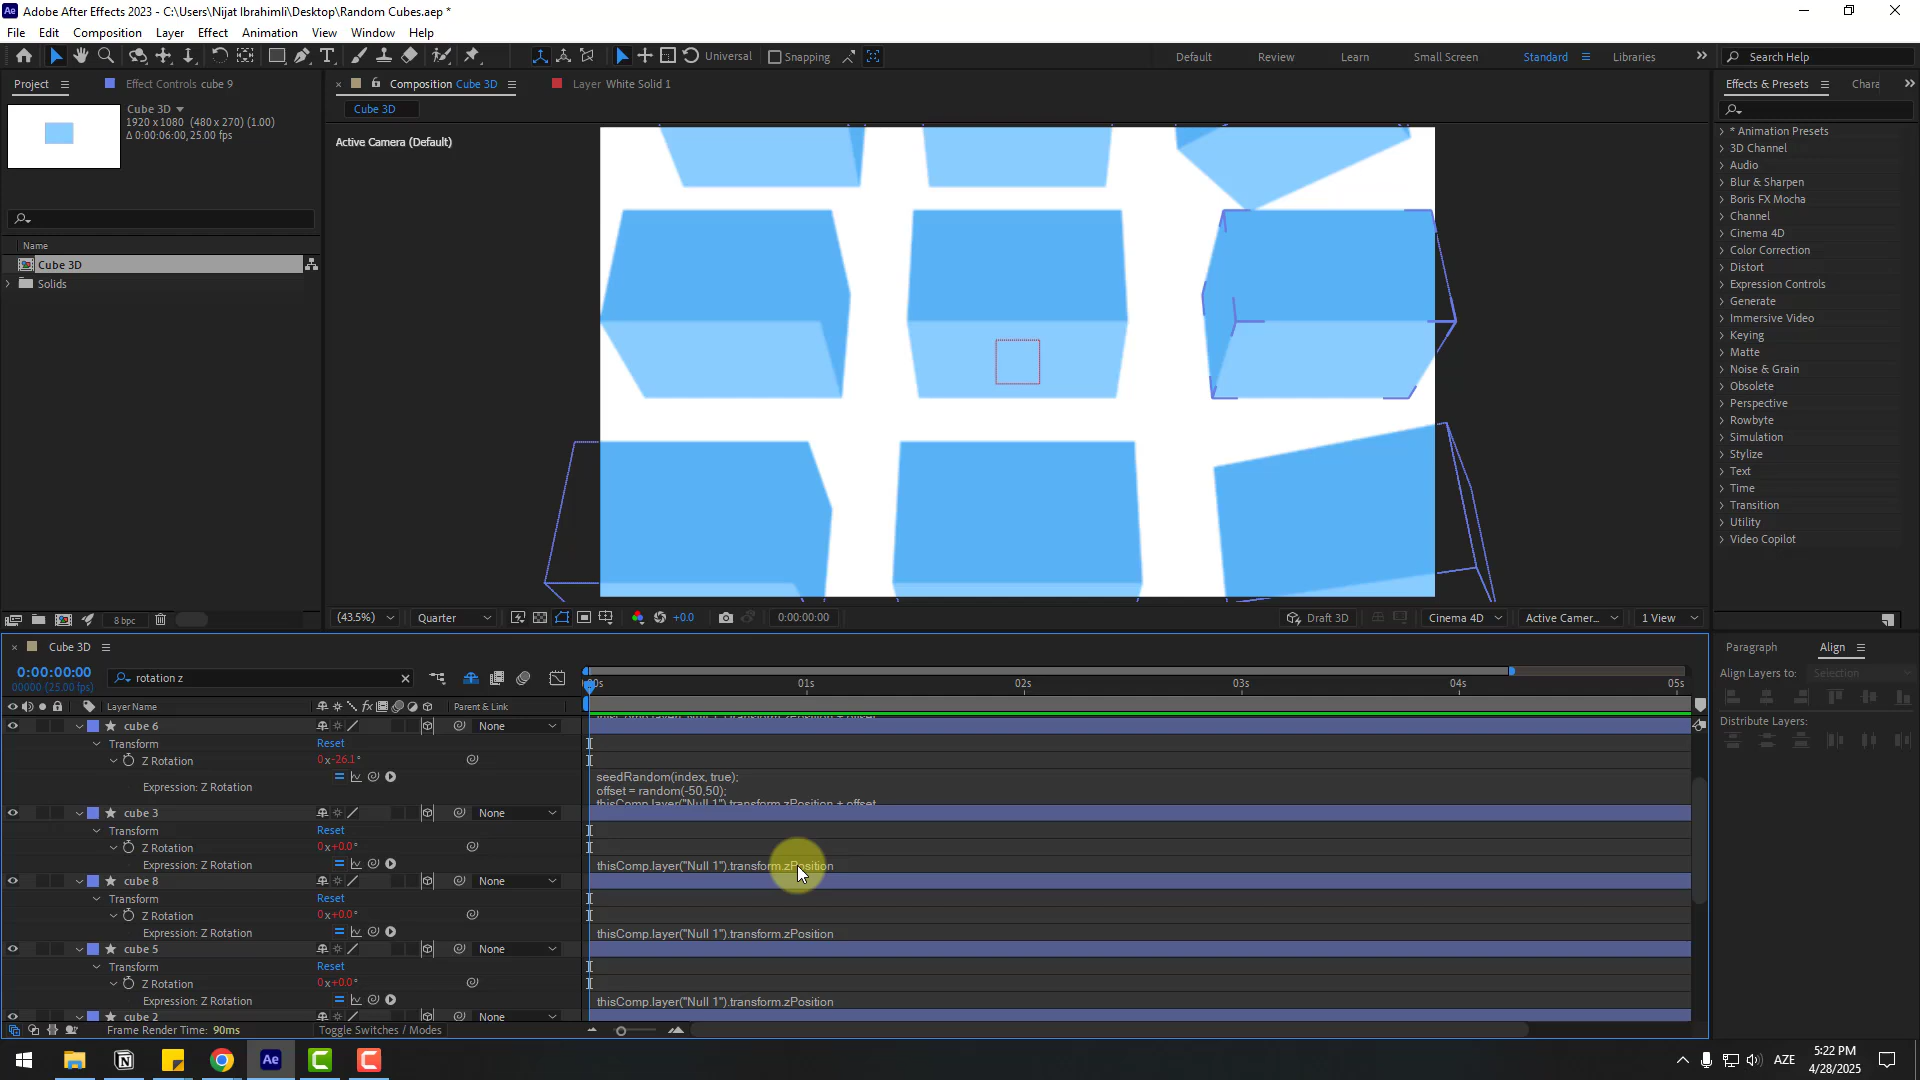 Adobe After Effects 2023 - C:\Users\Nijat Ibrahimli\Desktop\Random Cubes.aep *
File Edit Composition Layer Effect Animation View Window Help
Universal Snapping Default Review Learn Small Screen Standard Libraries Search Help
Project Effect Controls cube 9 Composition Cube 3D Layer White Solid 1 Effects & Presets Chara
Cube 3D
1920 x 1080 (480 x 270) (1.00)
Δ 0:00:06:00, 25.00 fps
Cube 3D
Active Camera (Default)
Name
Cube 3D
Solids
* Animation Presets
3D Channel
Audio
Blur & Sharpen
Boris FX Mocha
Channel
Cinema 4D
Color Correction
Distort
Expression Controls
Generate
Immersive Video
Keying
Matte
Noise & Grain
Obsolete
Perspective
Rowbyte
Simulation
Stylize
Text
Time
Transition
Utility
Video Copilot
8 bpc (43.5%) Quarter +0.0 0:00:00:00 Draft 3D Cinema 4D Active Camer... 1 View
Cube 3D
0:00:00:00
00000 (25.00 fps)
rotation z
01s 02s 03s 04s 05s
Layer Name Parent & Link
cube 6 None
Transform Reset
Z Rotation 0x-26.1°
Expression: Z Rotation
seedRandom(index, true);
offset = random(-50,50);
thisComp.layer("Null 1").transform.zPosition + offset
cube 3 None
Transform Reset
Z Rotation 0x+0.0°
Expression: Z Rotation thisComp.layer("Null 1").transform.zPosition
cube 8 None
Transform Reset
Z Rotation 0x+0.0°
Expression: Z Rotation thisComp.layer("Null 1").transform.zPosition
cube 5 None
Transform Reset
Z Rotation 0x+0.0°
Expression: Z Rotation thisComp.layer("Null 1").transform.zPosition
cube 2 None
Frame Render Time: 90ms Toggle Switches / Modes
Paragraph Align
Align Layers to: Selection
Distribute Layers:
AZE
5:22 PM
4/28/2025